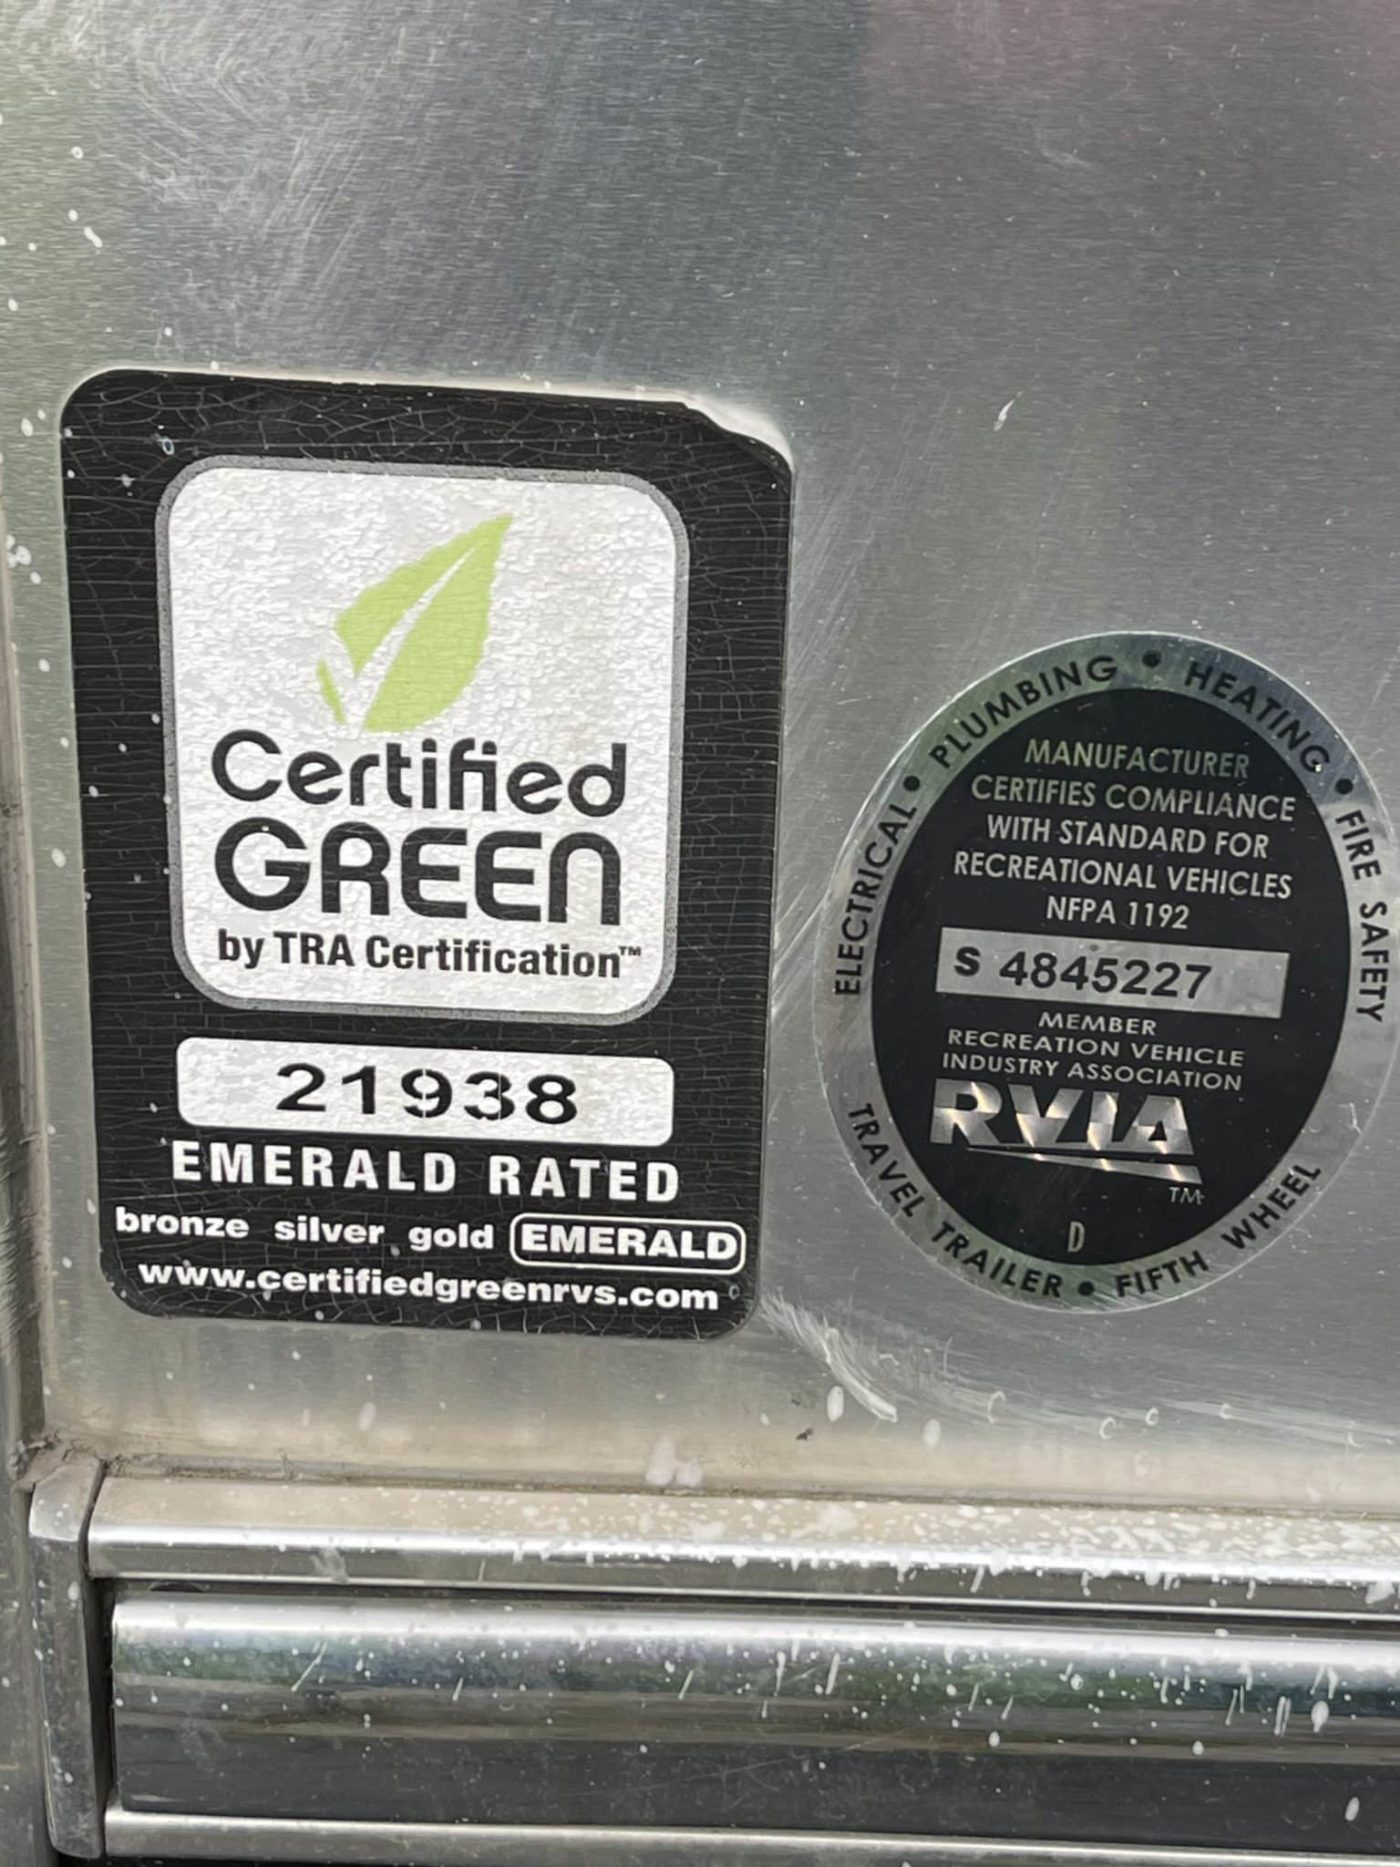 Certified
GREEN
by TRA Certification™
21938
EMERALD RATED
bronze silver gold EMERALD
www.certifiedgreenrvs.com
ELECTRICAL • PLUMBING • HEATING • FIRE SAFETY
MANUFACTURER
CERTIFIES COMPLIANCE
WITH STANDARD FOR
RECREATIONAL VEHICLES
NFPA 1192
S 4845227
MEMBER
RECREATION VEHICLE
INDUSTRY ASSOCIATION
RVIA
TM
D
TRAVEL TRAILER • FIFTH WHEEL